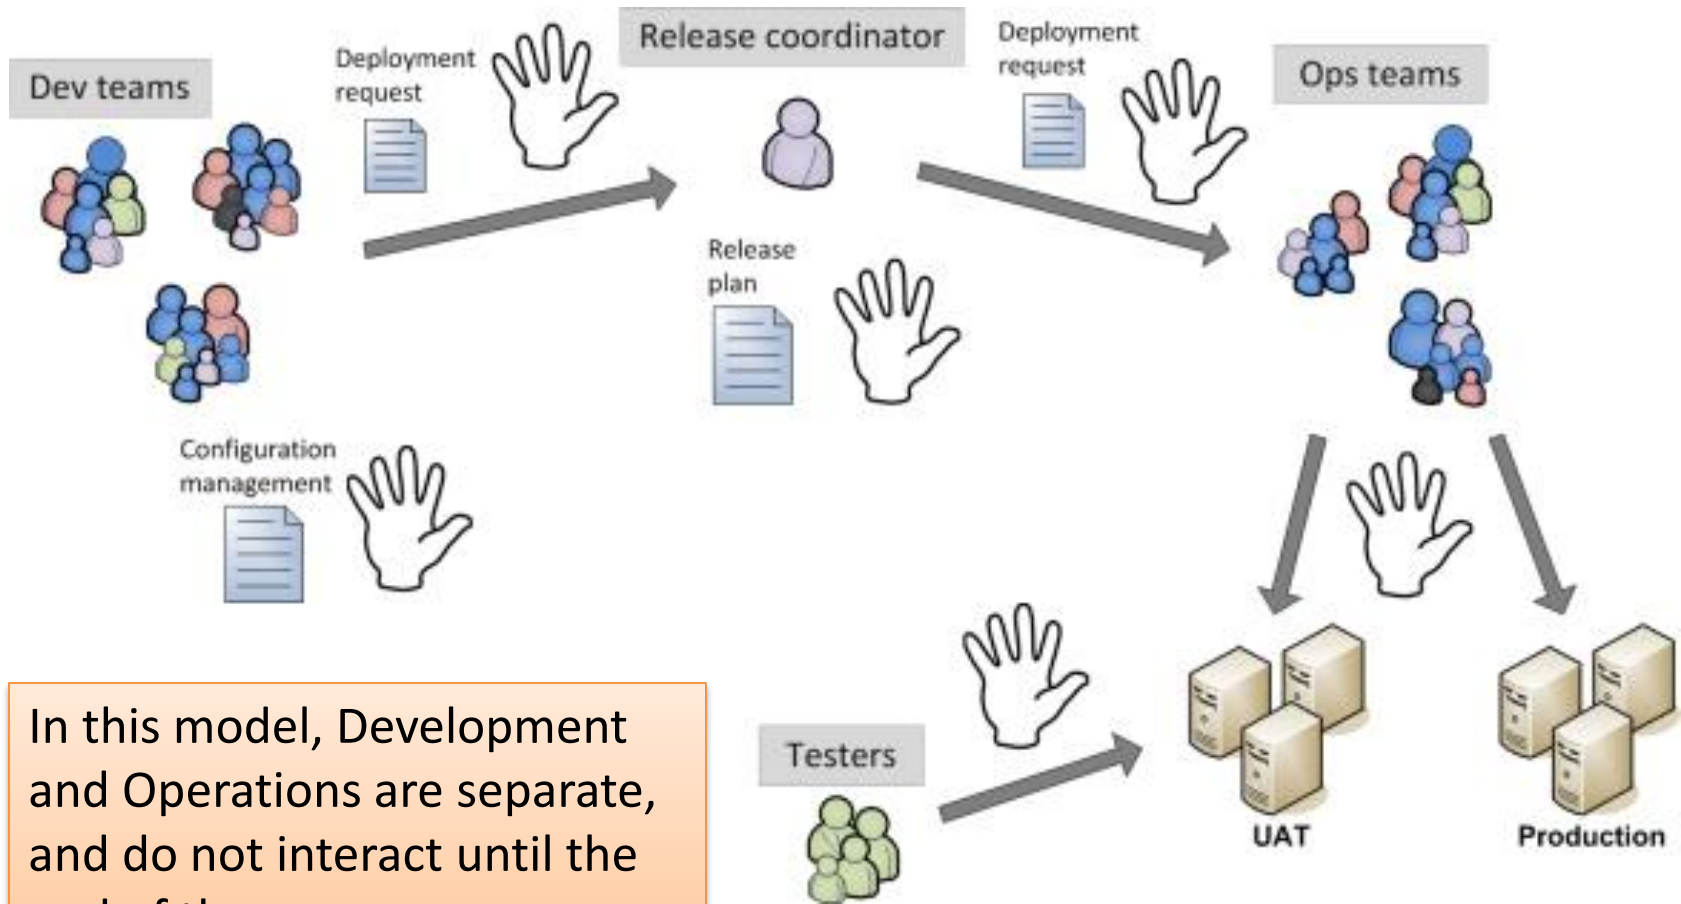 Dev teams
Deployment
request
Release coordinator
Deployment
request
Ops teams
Release
plan
Configuration
management
In this model, Development
and Operations are separate,
and do not interact until the
Testers
UAT
Production